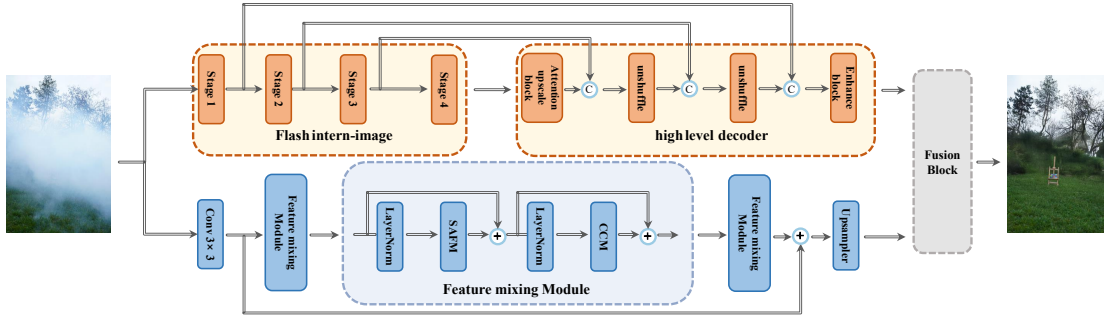 Stage 1
Stage 2
Stage 3
Stage 4
Flash intern-image
Attention
upscale
block
C
unshuffle
C
unshuffle
C
Enhance
block
high level decoder
Fusion
Block
Conv 3×3
Feature mixing
Module
LayerNorm
SAFM
+
LayerNorm
CCM
+
Feature mixing Module
Feature mixing
Module
+
Upsampler